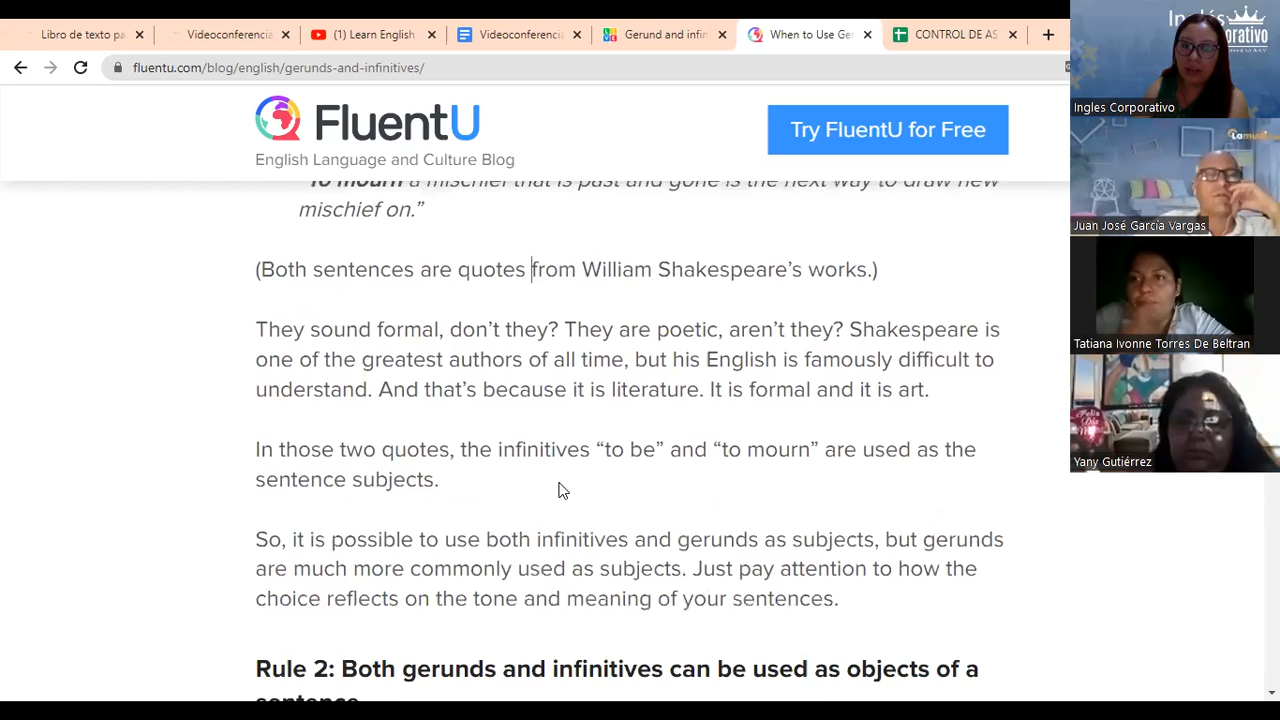 Libro de texto pa
Videoconferencia
(1) Learn English
Videoconferencia
Gerund and infin
When to Use Ger
CONTROL DE AS
fluentu.com/blog/english/gerunds-and-infinitives/
FluentU
English Language and Culture Blog
Try FluentU for Free
To mourn a mischief that is past and gone is the next way to draw new
mischief on.”
(Both sentences are quotes from William Shakespeare’s works.)
They sound formal, don’t they? They are poetic, aren’t they? Shakespeare is
one of the greatest authors of all time, but his English is famously difficult to
understand. And that’s because it is literature. It is formal and it is art.
In those two quotes, the infinitives “to be” and “to mourn” are used as the
sentence subjects.
So, it is possible to use both infinitives and gerunds as subjects, but gerunds
are much more commonly used as subjects. Just pay attention to how the
choice reflects on the tone and meaning of your sentences.
Rule 2: Both gerunds and infinitives can be used as objects of a
sentence
Inglés
Ingles Corporativo
Juan José García Vargas
Tatiana Ivonne Torres De Beltran
Yany Gutiérrez